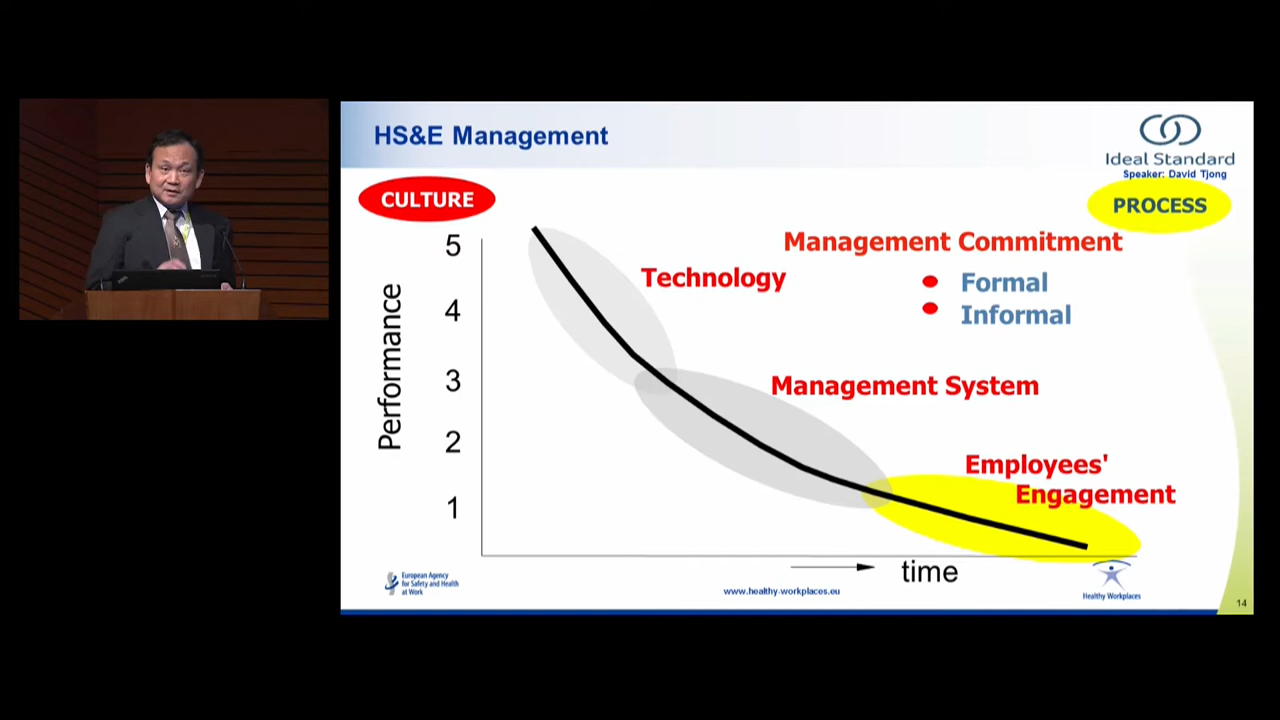 HS&E Management
Ideal Standard
Speaker: David Tjong
CULTURE
PROCESS
Management Commitment
• Formal
• Informal
Technology
Management System
Employees'
Engagement
Performance
5
4
3
2
1
time
European Agency
for Safety and Health
at Work
www.healthy-workplaces.eu
Healthy Workplaces
14